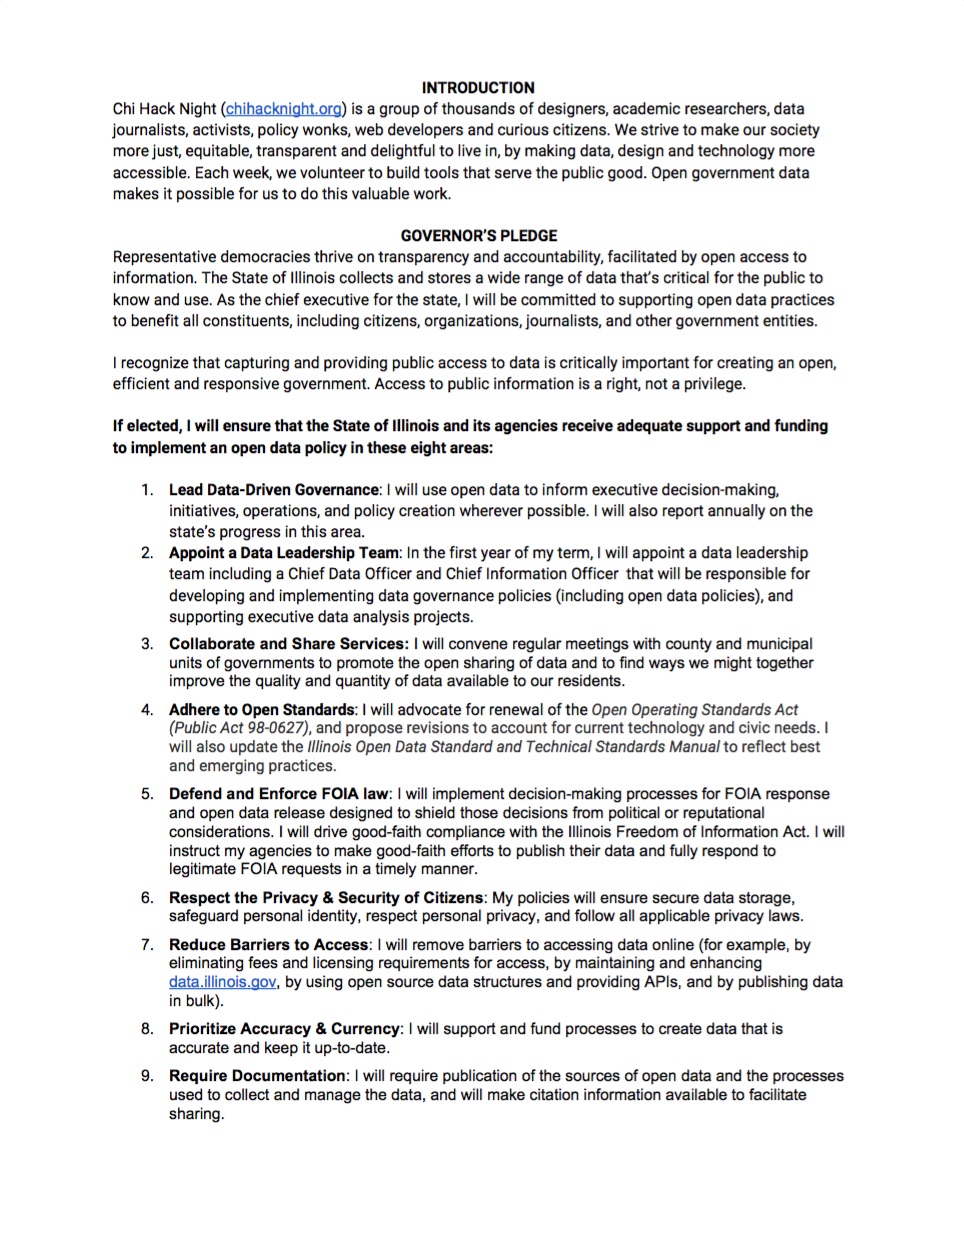 INTRODUCTION
Chi Hack Night (chihacknight.org) is a group of thousands of designers, academic researchers, data
journalists, activists, policy wonks, web developers and curious citizens. We strive to make our society
more just, equitable, transparent and delightful to live in, by making data, design and technology more
accessible. Each week, we volunteer to build tools that serve the public good. Open government data
makes it possible for us to do this valuable work.
GOVERNOR'S PLEDGE
Representative democracies thrive on transparency and accountability, facilitated by open access to
information. The State of Illinois collects and stores a wide range of data that's critical for the public to
know and use. As the chief executive for the state, I will be committed to supporting open data practices
to benefit all constituents, including citizens, organizations, journalists, and other government entities.
I recognize that capturing and providing public access to data is critically important for creating an open,
efficient and responsive government. Access to public information is a right, not a privilege.
If elected, I will ensure that the State of Illinois and its agencies receive adequate support and funding
to implement an open data policy in these eight areas:
1. Lead Data-Driven Governance: I will use open data to inform executive decision-making,
initiatives, operations, and policy creation wherever possible. I will also report annually on the
state's progress in this area.
2. Appoint a Data Leadership Team: In the first year of my term, I will appoint a data leadership
team including a Chief Data Officer and Chief Information Officer that will be responsible for
developing and implementing data governance policies (including open data policies), and
supporting executive data analysis projects.
3. Collaborate and Share Services: I will convene regular meetings with county and municipal
units of governments to promote the open sharing of data and to find ways we might together
improve the quality and quantity of data available to our residents.
4. Adhere to Open Standards: I will advocate for renewal of the Open Operating Standards Act
(Public Act 98-0627), and propose revisions to account for current technology and civic needs. I
will also update the Illinois Open Data Standard and Technical Standards Manual to reflect best
and emerging practices.
5. Defend and Enforce FOIA law: I will implement decision-making processes for FOIA response
and open data release designed to shield those decisions from political or reputational
considerations. I will drive good-faith compliance with the Illinois Freedom of Information Act. I will
instruct my agencies to make good-faith efforts to publish their data and fully respond to
legitimate FOIA requests in a timely manner.
6. Respect the Privacy & Security of Citizens: My policies will ensure secure data storage,
safeguard personal identity, respect personal privacy, and follow all applicable privacy laws.
7. Reduce Barriers to Access: I will remove barriers to accessing data online (for example, by
eliminating fees and licensing requirements for access, by maintaining and enhancing
data.illinois.gov, by using open source data structures and providing APIs, and by publishing data
in bulk).
8. Prioritize Accuracy & Currency: I will support and fund processes to create data that is
accurate and keep it up-to-date.
9. Require Documentation: I will require publication of the sources of open data and the processes
used to collect and manage the data, and will make citation information available to facilitate
sharing.